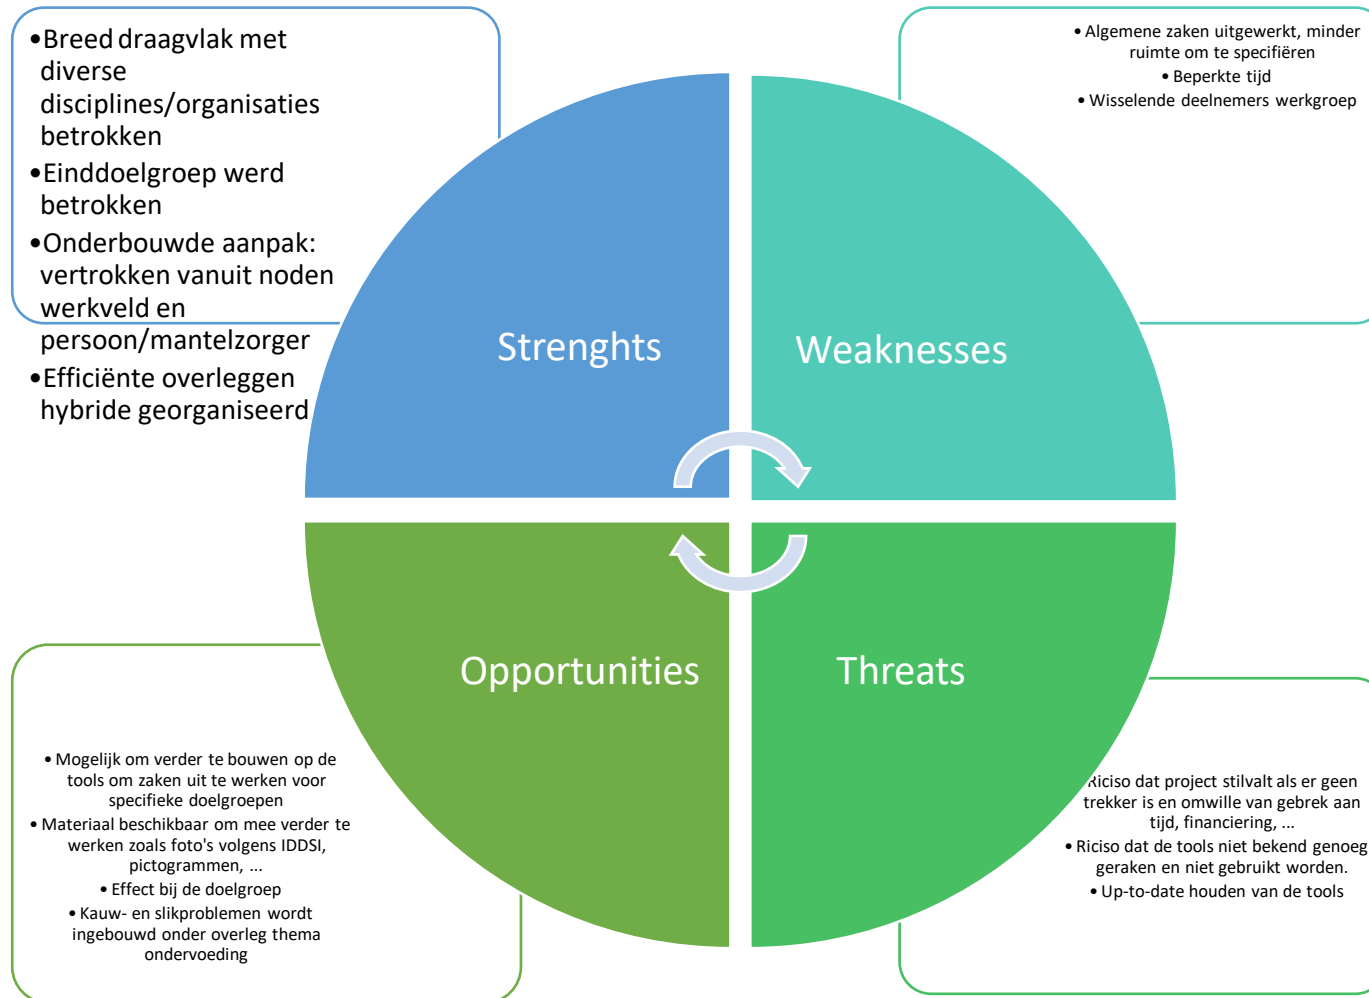 •Breed draagvlak met
diverse
disciplines/organisaties
betrokken
•Einddoelgroep werd
betrokken
•Onderbouwde aanpak:
vertrokken vanuit noden
werkveld en
persoon/mantelzorger
•Efficiënte overleggen
hybride georganiseerd
• Algemene zaken uitgewerkt, minder
ruimte om te specifiëren
• Beperkte tijd
• Wisselende deelnemers werkgroep
Strenghts
Weaknesses
Opportunities
Threats
• Mogelijk om verder te bouwen op de
tools om zaken uit te werken voor
specifieke doelgroepen
• Materiaal beschikbaar om mee verder te
werken zoals foto's volgens IDDSI,
pictogrammen, ...
• Effect bij de doelgroep
• Kauw- en slikproblemen wordt
ingebouwd onder overleg thema
ondervoeding
Riciso dat project stilvalt als er geen
trekker is en omwille van gebrek aan
tijd, financiering, ...
• Riciso dat de tools niet bekend genoeg
geraken en niet gebruikt worden.
• Up-to-date houden van de tools